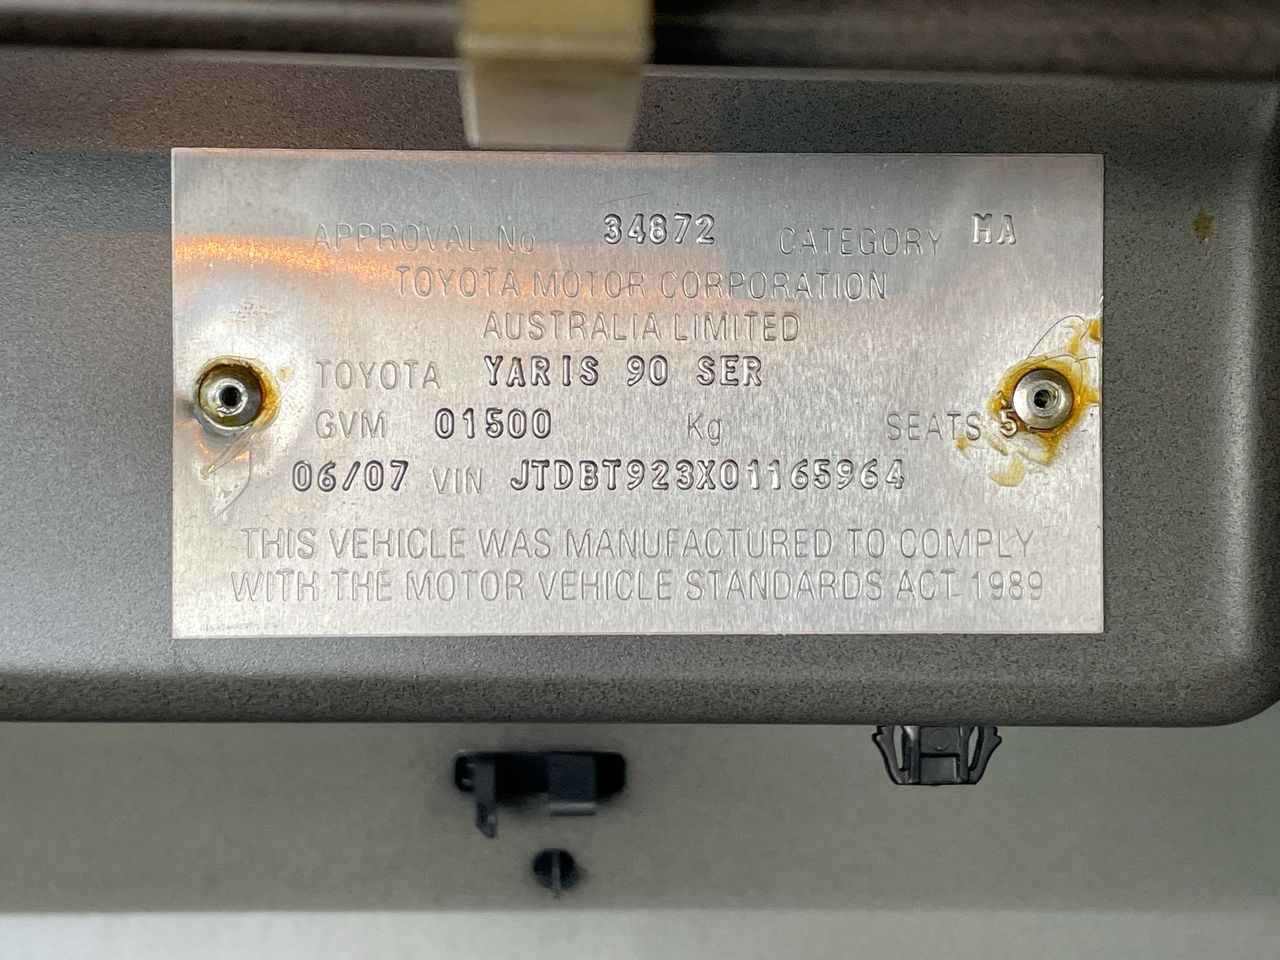 APPROVAL No 34872 CATEGORY MA
TOYOTA MOTOR CORPORATION
AUSTRALIA LIMITED
TOYOTA YARIS 90 SER
GVM 01500 Kg SEATS 5
06/07 VIN JTDBT923X01165964
THIS VEHICLE WAS MANUFACTURED TO COMPLY
WITH THE MOTOR VEHICLE STANDARDS ACT 1989